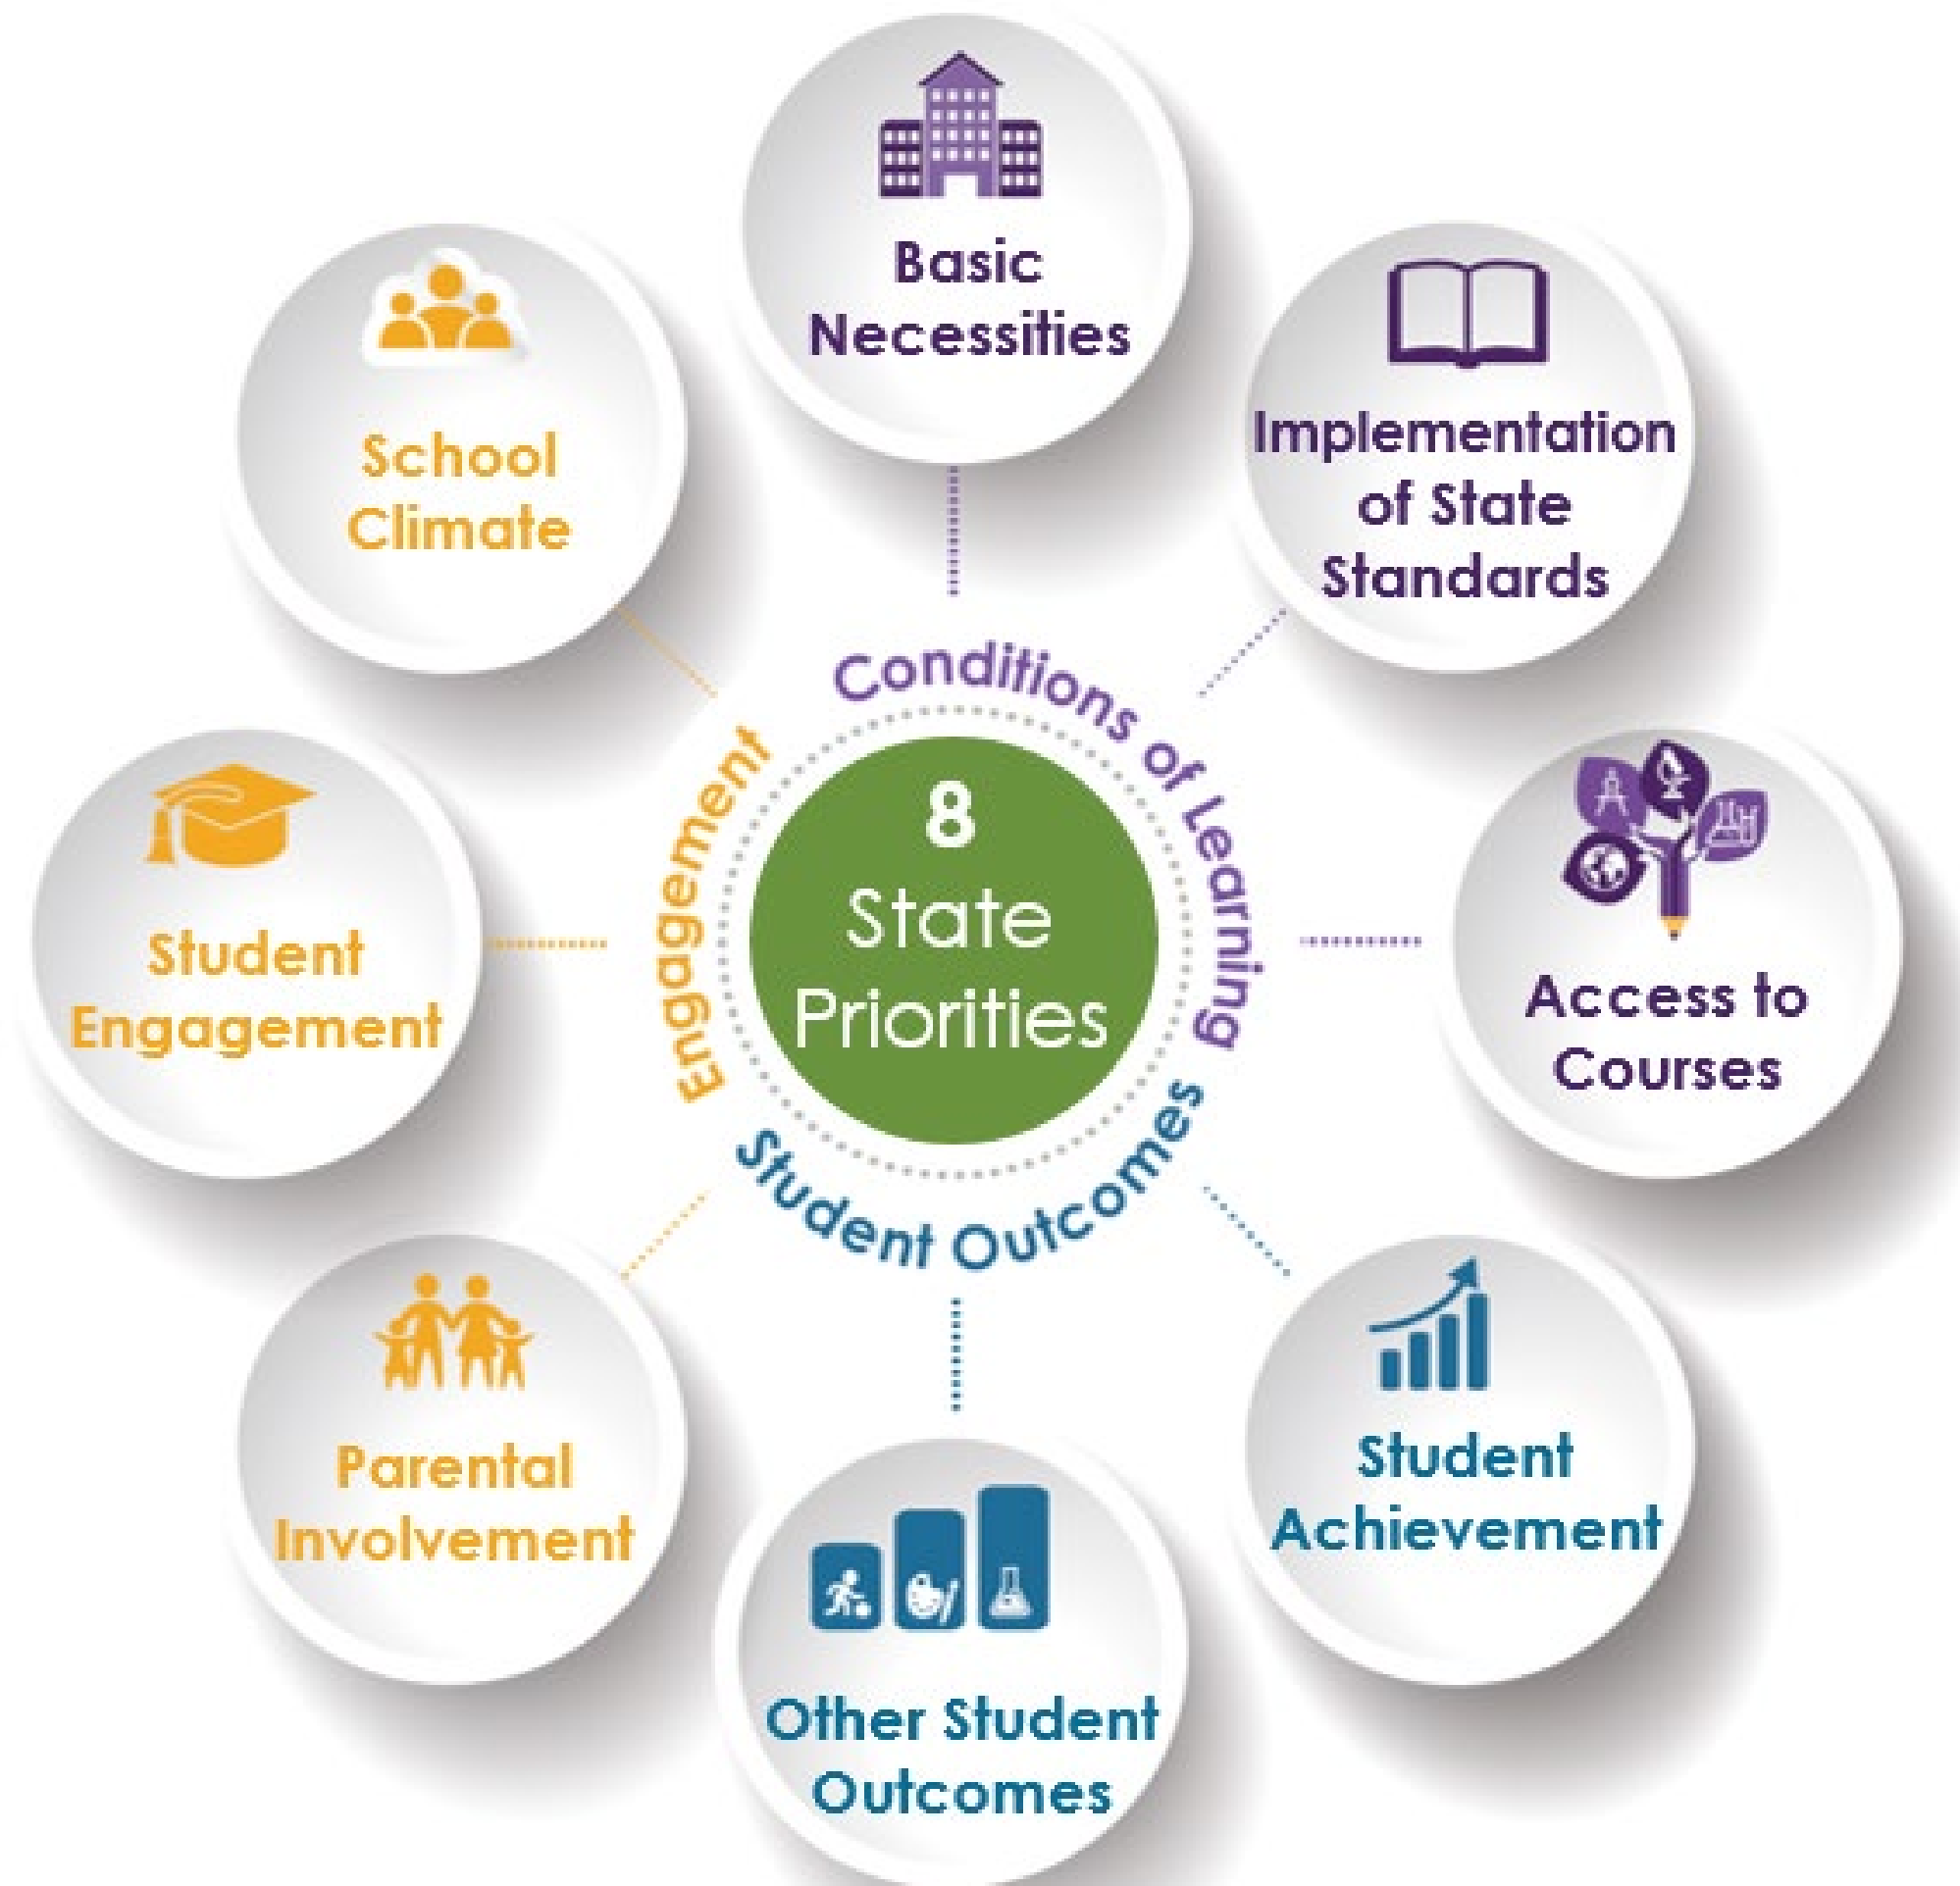 Basic
Necessities
Implementation
of State
Standards
Access to
Courses
Student
Achievement
Other Student
Outcomes
Parental
Involvement
Student
Engagement
School
Climate
Conditions of Learning
Student Outcomes
Engagement
8
State
Priorities